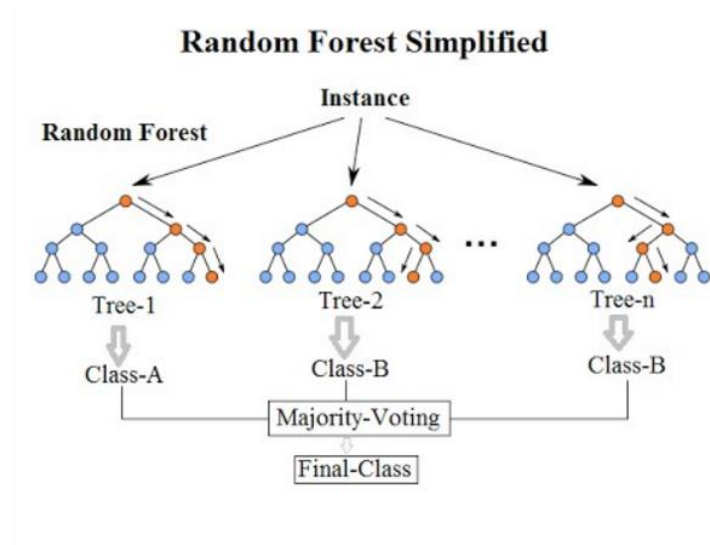 Random Forest Simplified
Instance
Random Forest
...
Tree-1
Tree-2
Tree-n
Class-A
Class-B
Class-B
Majority-Voting
Final-Class